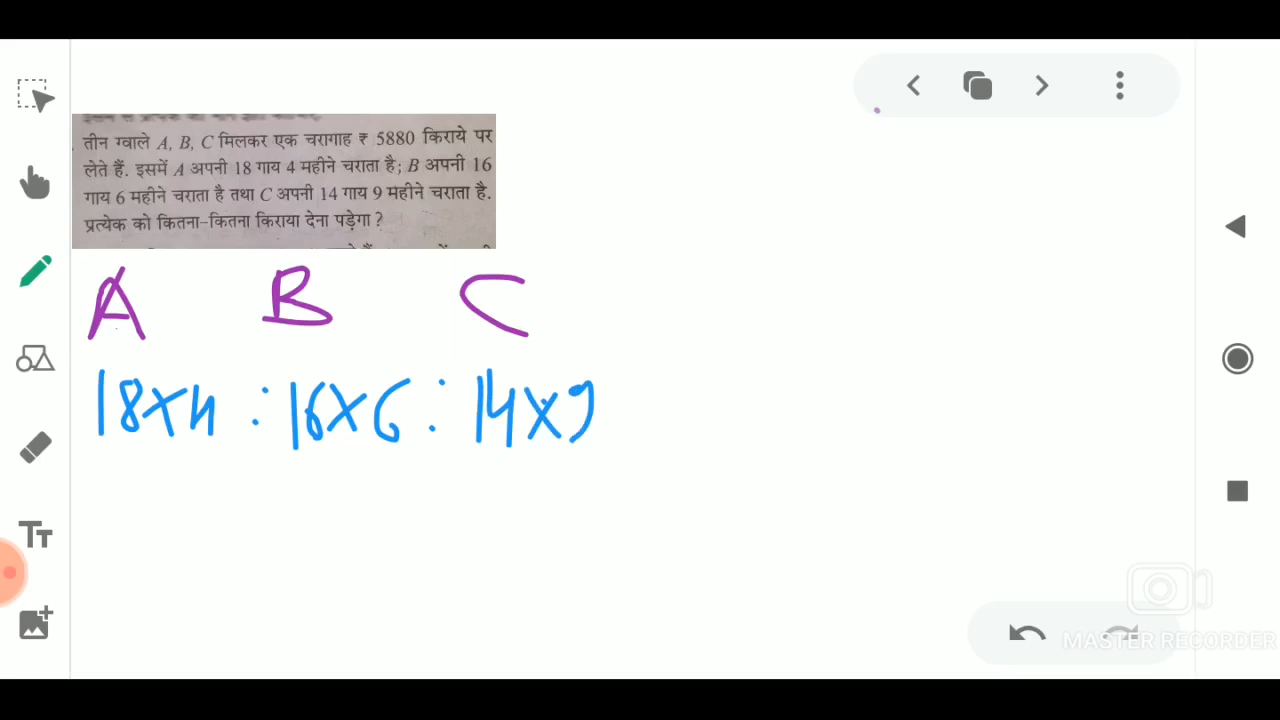 तीन ग्वाले A, B, C मिलकर एक चरागाह ₹ 5880 किराये पर
लेते हैं. इसमें A अपनी 18 गाय 4 महीने चराता है; B अपनी 16
गाय 6 महीने चराता है तथा C अपनी 14 गाय 9 महीने चराता है.
प्रत्येक को कितना-कितना किराया देना पड़ेगा ?
A B C
18×4 : 16×6 : 14×9
TT
MASTER RECORDER